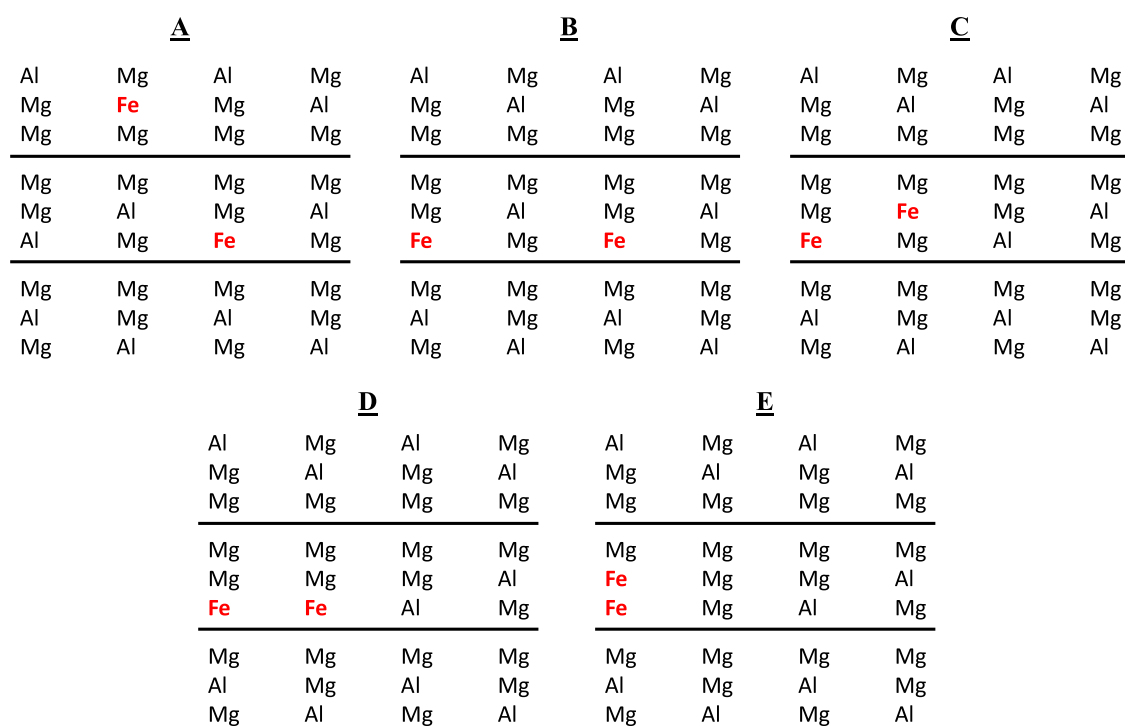 A B C
Al Mg Al Mg Al Mg Al Mg Al Mg Al Mg
Mg Fe Mg Al Mg Al Mg Al Mg Al Mg Al
Mg Mg Mg Mg Mg Mg Mg Mg Mg Mg Mg Mg
Mg Mg Mg Mg Mg Mg Mg Mg Mg Mg Mg Mg
Mg Al Mg Al Mg Al Mg Al Mg Fe Mg Al
Al Mg Fe Mg Fe Mg Fe Mg Fe Mg Al Mg
Mg Mg Mg Mg Mg Mg Mg Mg Mg Mg Mg Mg
Al Mg Al Mg Al Mg Al Mg Al Mg Al Mg
Mg Al Mg Al Mg Al Mg Al Mg Al Mg Al
D E
Al Mg Al Mg Al Mg Al Mg
Mg Al Mg Al Mg Al Mg Al
Mg Mg Mg Mg Mg Mg Mg Mg
Mg Mg Mg Mg Mg Mg Mg Mg
Mg Mg Mg Al Fe Mg Mg Al
Fe Fe Al Mg Fe Mg Al Mg
Mg Mg Mg Mg Mg Mg Mg Mg
Al Mg Al Mg Al Mg Al Mg
Mg Al Mg Al Mg Al Mg Al